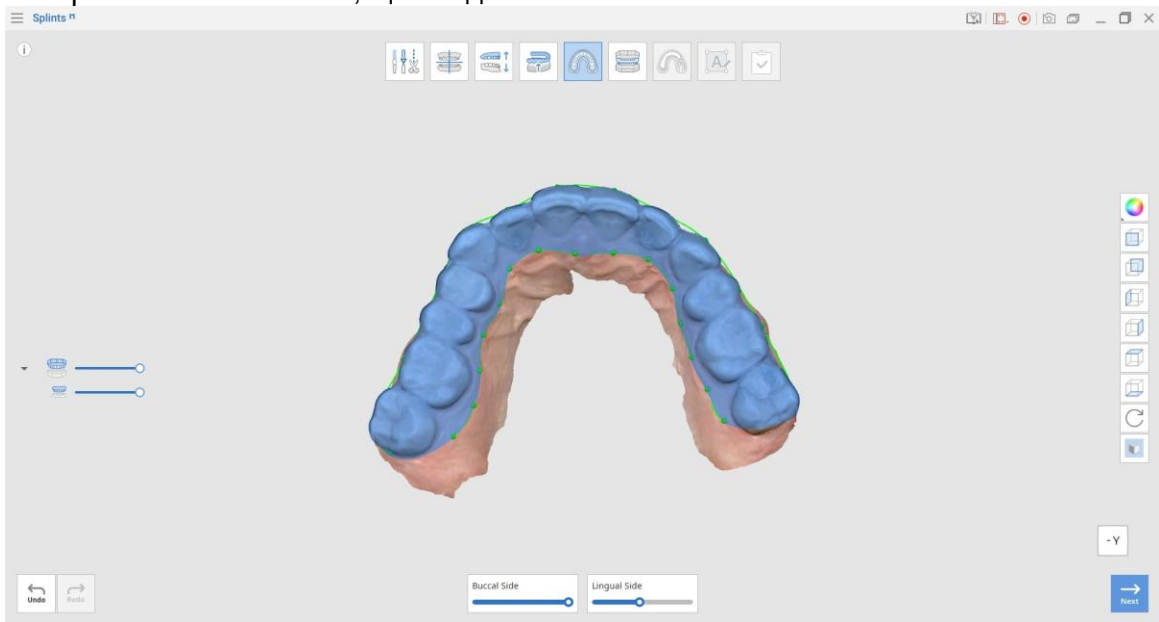 Splints
Buccal Side
Lingual Side
- Y
Undo
Redo
Next